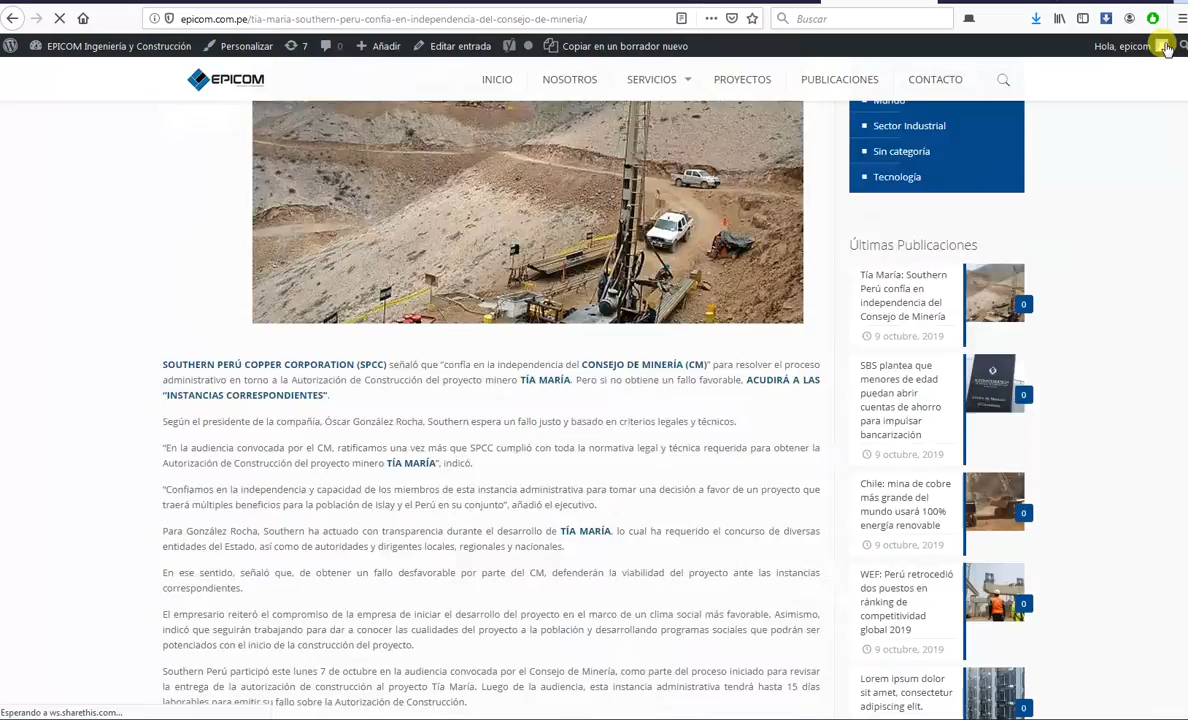 epicom.com.pe/tia-maria-southern-peru-confia-en-independencia-del-consejo-de-mineria/
Buscar
EPICOM Ingeniería y Construcción
Personalizar
7
0
Añadir
Editar entrada
Copiar en un borrador nuevo
Hola, epicom
EPICOM
INICIO
NOSOTROS
SERVICIOS
PROYECTOS
PUBLICACIONES
CONTACTO
Mundo
Sector Industrial
Sin categoría
Tecnología
SOUTHERN PERÚ COPPER CORPORATION (SPCC) señaló que “confía en la independencia del CONSEJO DE MINERÍA (CM)” para resolver el proceso
administrativo en torno a la Autorización de Construcción del proyecto minero TÍA MARÍA. Pero si no obtiene un fallo favorable, ACUDIRÁ A LAS
“INSTANCIAS CORRESPONDIENTES”.
Según el presidente de la compañía, Óscar González Rocha, Southern espera un fallo justo y basado en criterios legales y técnicos.
“En la audiencia convocada por el CM, ratificamos una vez más que SPCC cumplió con toda la normativa legal y técnica requerida para obtener la
Autorización de Construcción del proyecto minero TÍA MARÍA”, indicó.
“Confiamos en la independencia y capacidad de los miembros de esta instancia administrativa para tomar una decisión a favor de un proyecto que
traerá múltiples beneficios para la población de Islay y el Perú en su conjunto”, añadió el ejecutivo.
Para González Rocha, Southern ha actuado con transparencia durante el desarrollo de TÍA MARÍA, lo cual ha requerido el concurso de diversas
entidades del Estado, así como de autoridades y dirigentes locales, regionales y nacionales.
En ese sentido, señaló que, de obtener un fallo desfavorable por parte del CM, defenderán la viabilidad del proyecto ante las instancias
correspondientes.
El empresario reiteró el compromiso de la empresa de iniciar el desarrollo del proyecto en el marco de un clima social más favorable. Asimismo,
indicó que seguirán trabajando para dar a conocer las cualidades del proyecto a la población y desarrollando programas sociales que podrán ser
potenciados con el inicio de la construcción del proyecto.
Southern Perú participó este lunes 7 de octubre en la audiencia convocada por el Consejo de Minería, como parte del proceso iniciado para revisar
la entrega de la autorización de construcción al proyecto Tía María. Luego de la audiencia, esta instancia administrativa tendrá hasta 15 días
laborables para emitir su fallo sobre la Autorización de Construcción.
Últimas Publicaciones
Tía María: Southern
Perú confía en
independencia del
Consejo de Minería
0
9 octubre, 2019
SBS plantea que
menores de edad
puedan abrir
cuentas de ahorro
para impulsar
bancarización
0
9 octubre, 2019
Chile: mina de cobre
más grande del
mundo usará 100%
energía renovable
0
9 octubre, 2019
WEF: Perú retrocedió
dos puestos en
ránking de
competitividad
global 2019
0
9 octubre, 2019
Lorem ipsum dolor
sit amet, consectetur
adipiscing elit.
0
Esperando a ws.sharethis.com...